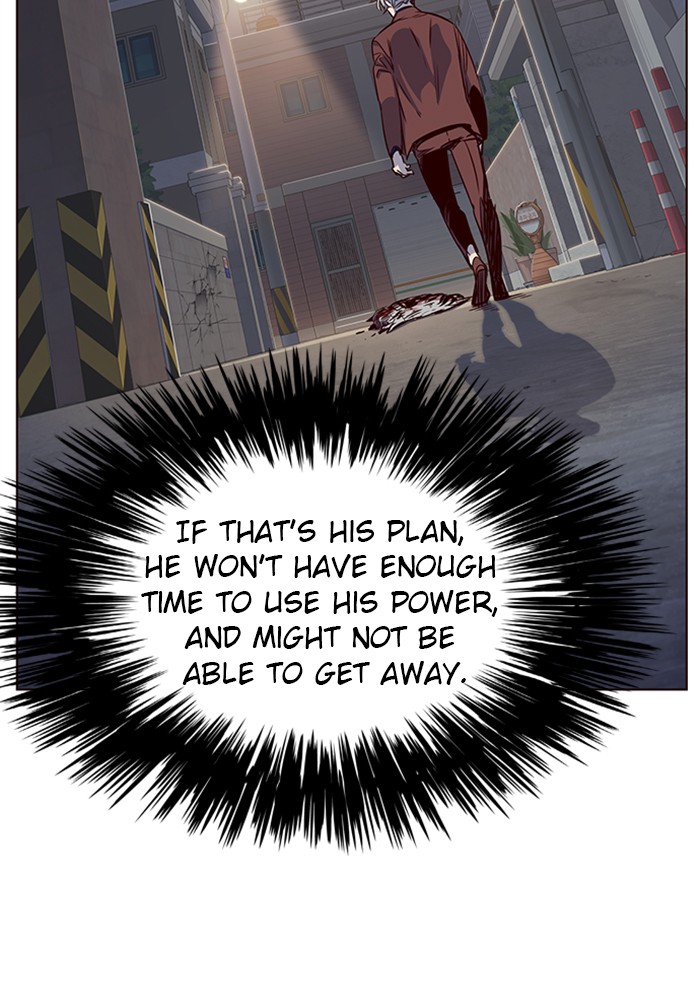 IF THAT'S HIS PLAN,
HE WON'T HAVE ENOUGH
TIME TO USE HIS POWER,
AND MIGHT NOT BE
ABLE TO GET AWAY.